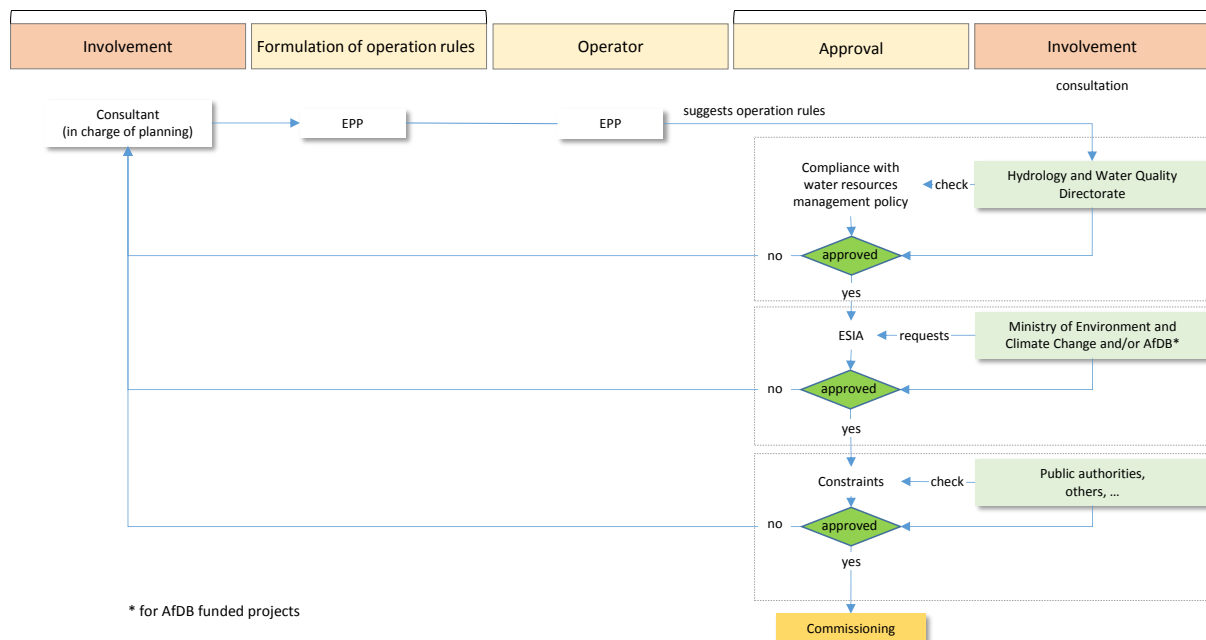 Involvement
Formulation of operation rules
Operator
Approval
Involvement
consultation
Consultant
(in charge of planning)
EPP
EPP
suggests operation rules
Compliance with
water resources
management policy
check
Hydrology and Water Quality
Directorate
no
approved
yes
ESIA
requests
Ministry of Environment and
Climate Change and/or AfDB*
no
approved
yes
Constraints
check
Public authorities,
others, ...
no
approved
yes
* for AfDB funded projects
Commissioning